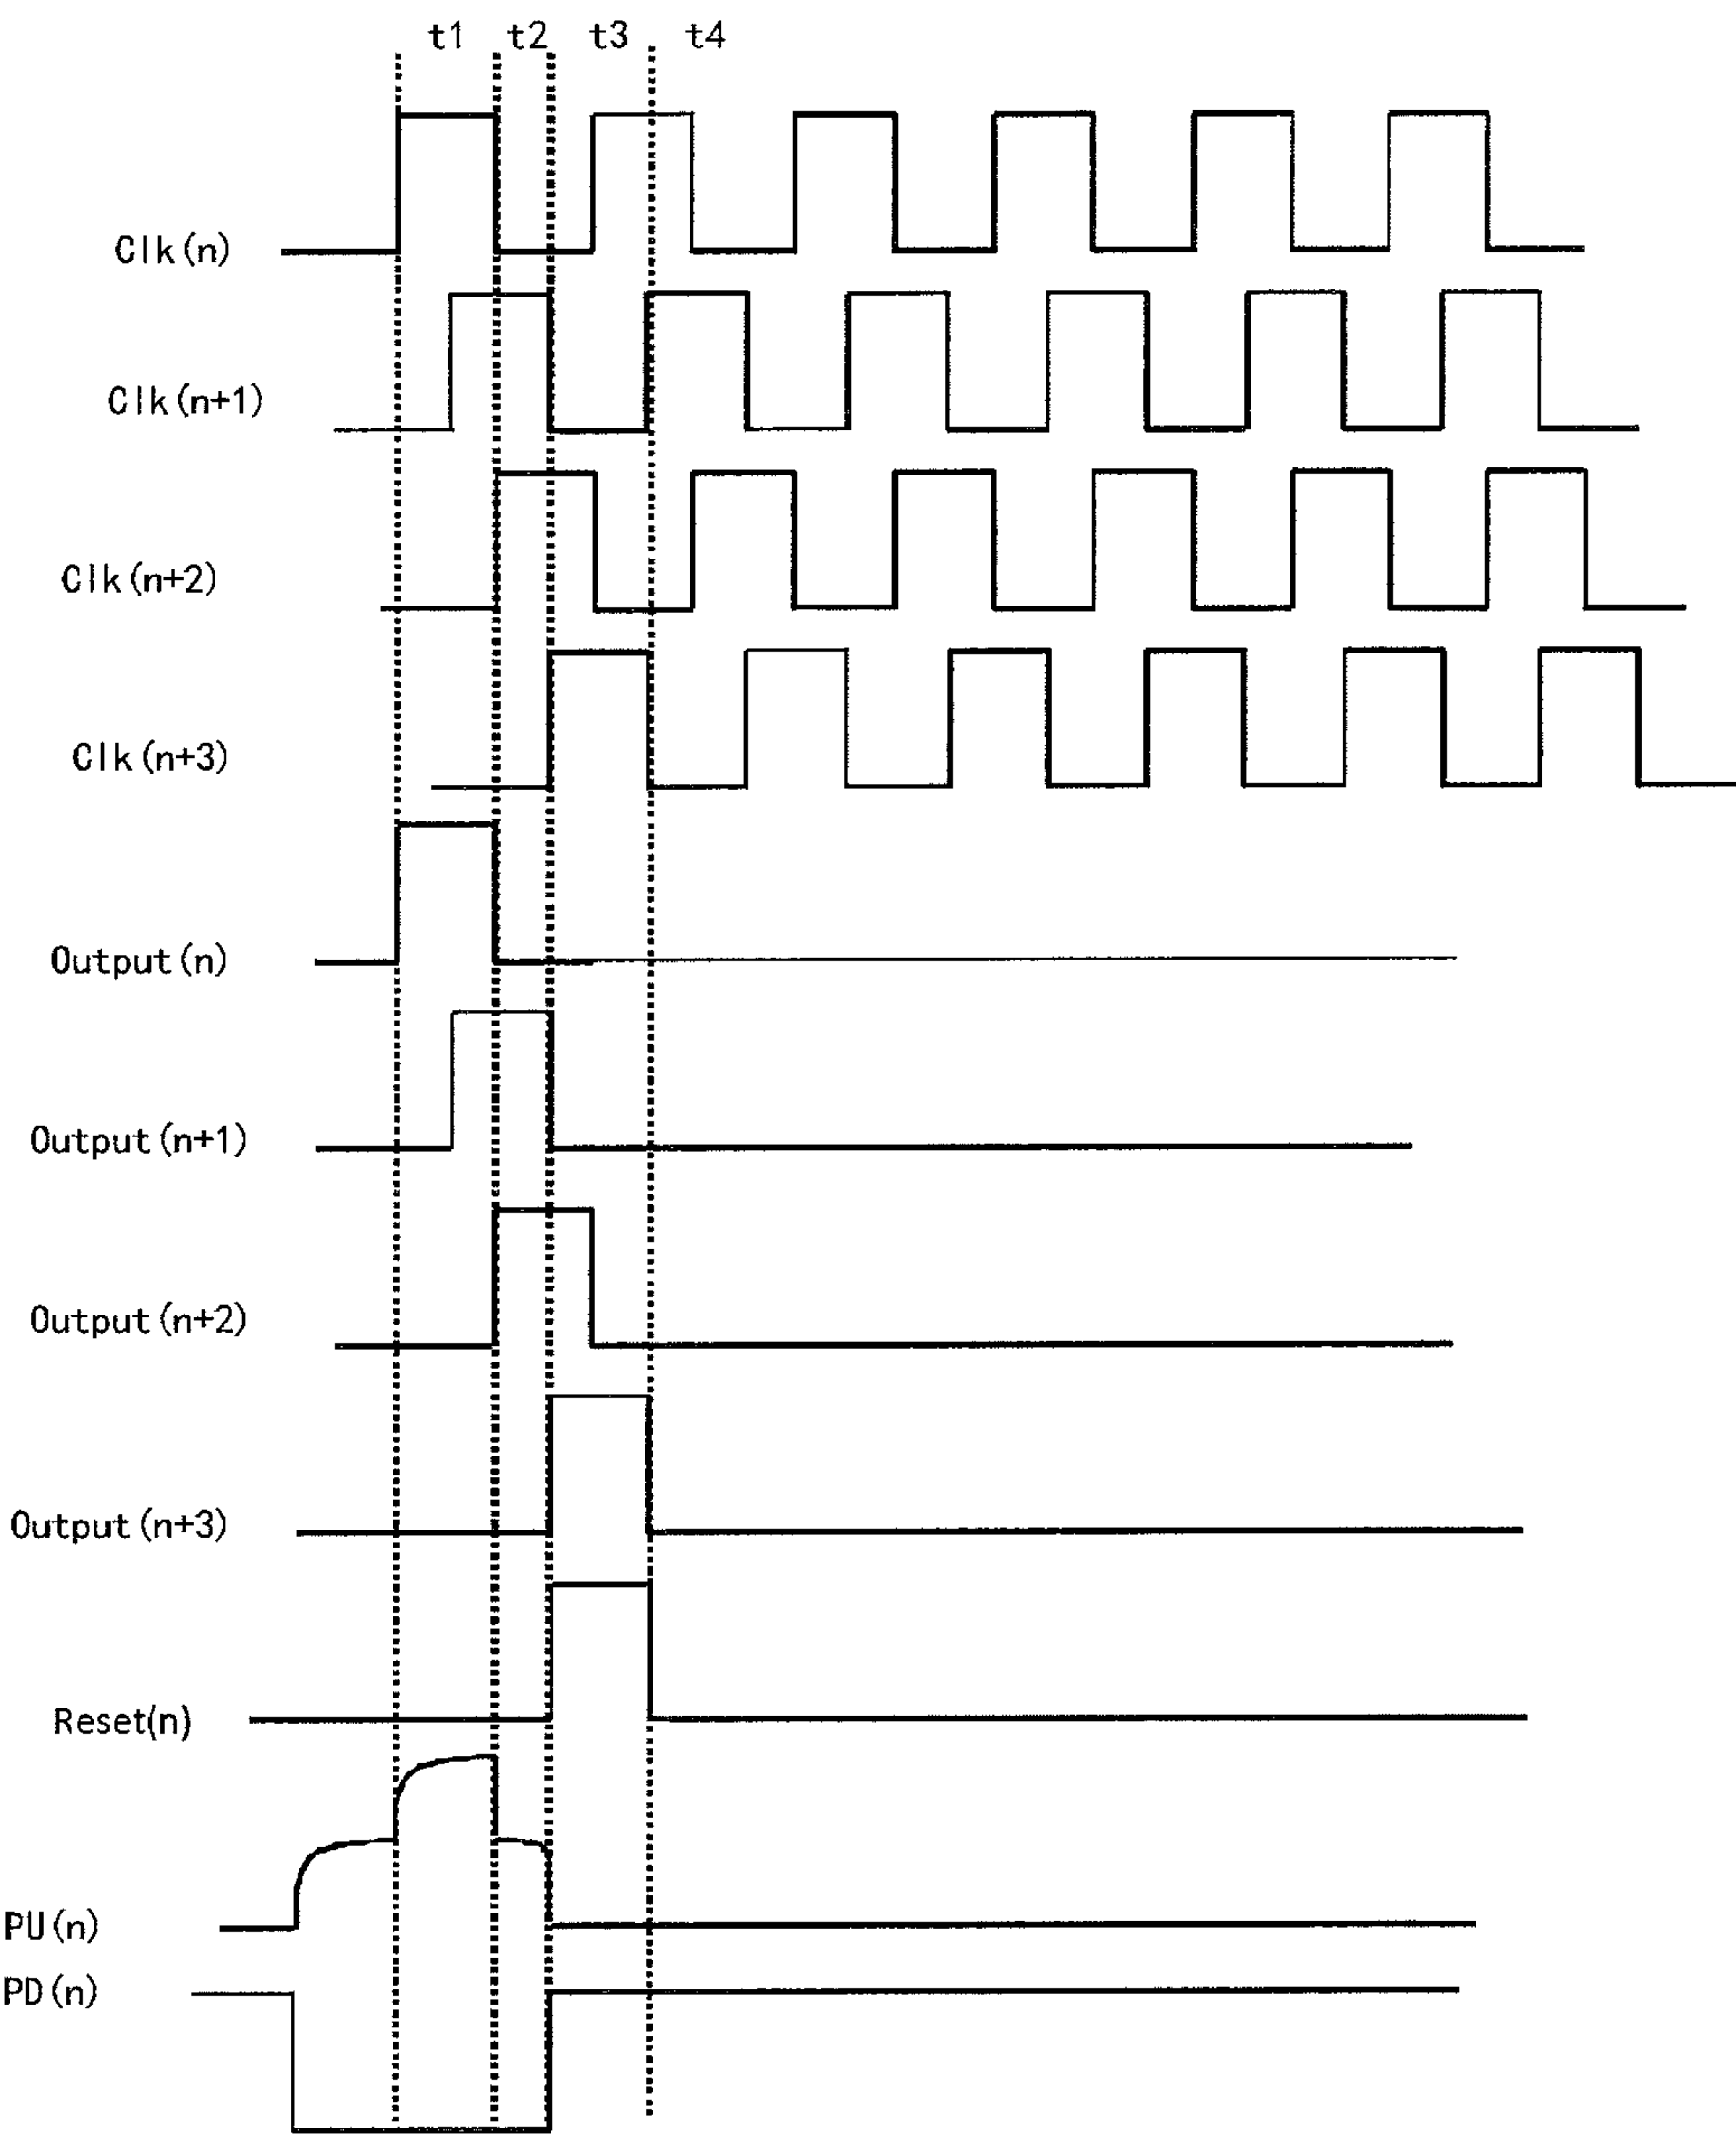 t1 t2 t3 t4
Clk(n)
Clk(n+1)
Clk(n+2)
Clk(n+3)
Output(n)
Output(n+1)
Output(n+2)
Output(n+3)
Reset(n)
PU(n)
PD(n)